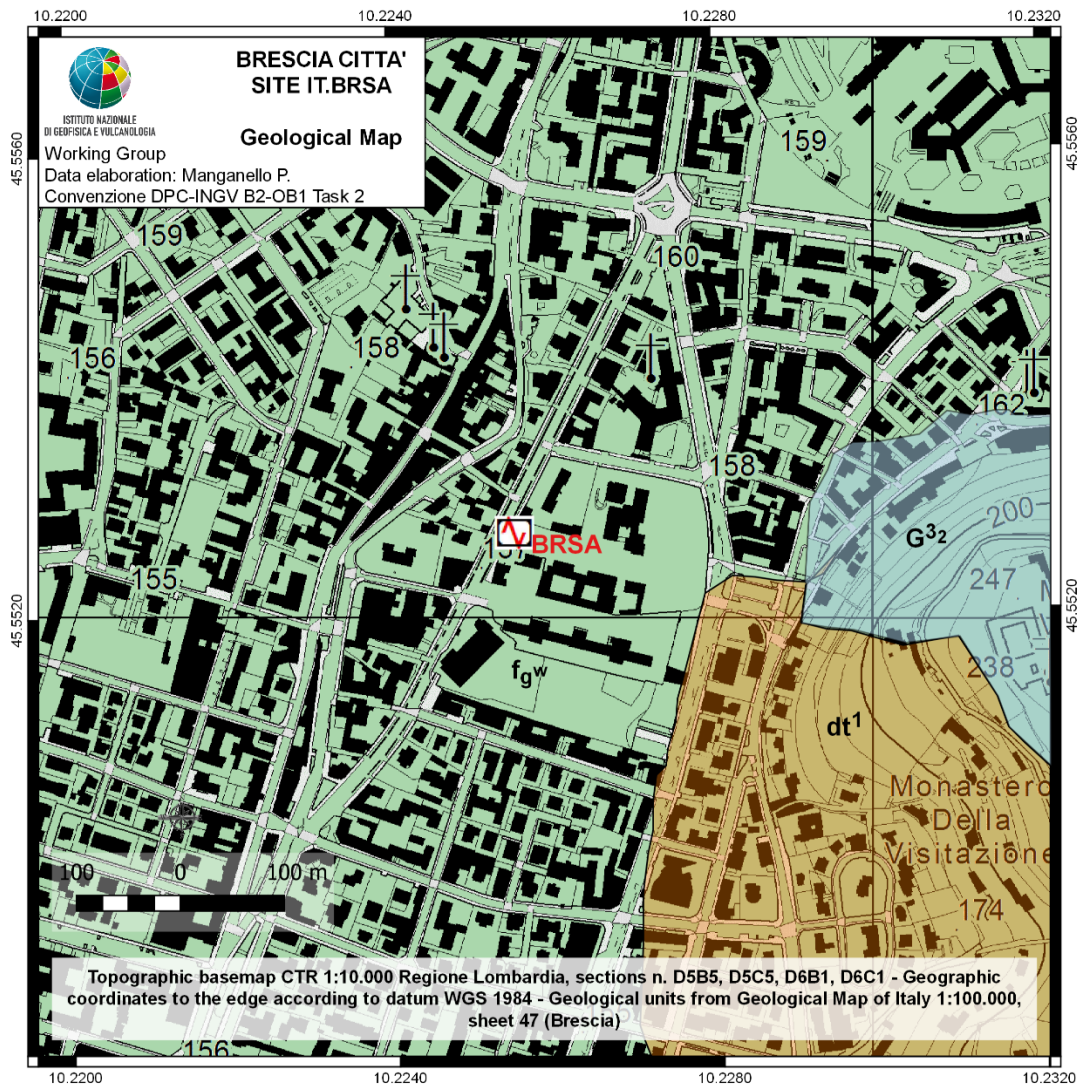 10.2200
10.2240
10.2280
10.2320
BRESCIA CITTA'
SITE IT.BRSA
ISTITUTO NAZIONALE
DI GEOFISICA E VULCANOLOGIA
Geological Map
Working Group
Data elaboration: Manganello P.
Convenzione DPC-INGV B2-OB1 Task 2
45.5560
45.5560
159
159
160
156
158
162
158
200
G³₂
BRSA
155
247
45.5520
45.5520
238
fgʷ
dt¹
Monastero
Della
Visitazione
100
0
100 m
174
Topographic basemap CTR 1:10.000 Regione Lombardia, sections n. D5B5, D5C5, D6B1, D6C1 - Geographic
coordinates to the edge according to datum WGS 1984 - Geological units from Geological Map of Italy 1:100.000,
sheet 47 (Brescia)
156
10.2200
10.2240
10.2280
10.2320